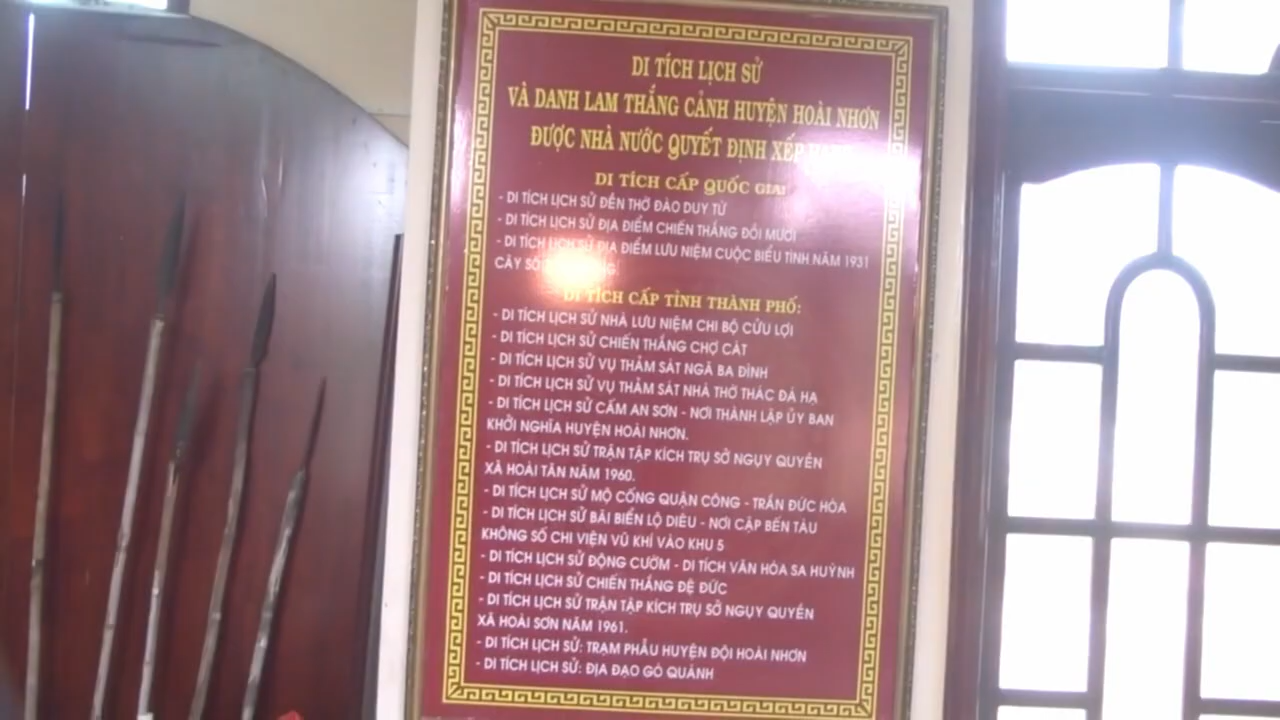 DI TÍCH LỊCH SỬ
VÀ DANH LAM THẮNG CẢNH HUYỆN HOÀI NHƠN
ĐƯỢC NHÀ NƯỚC QUYẾT ĐỊNH XẾP
DI TÍCH CẤP QUỐC GIA
- DI TÍCH LỊCH SỬ ĐỀN THỜ ĐÀO DUY TỪ
- DI TÍCH LỊCH SỬ ĐỊA ĐIỂM CHIẾN THẮNG ĐỒI MƯỜI
- DI TÍCH LỊCH SỬ ĐỊA ĐIỂM LƯU NIỆM CUỘC BIỂU TÌNH NĂM 1931
CÂY SỐ
DI TÍCH CẤP TỈNH THÀNH PHỐ:
- DI TÍCH LỊCH SỬ NHÀ LƯU NIỆM CHI BỘ CỬU LỢI
- DI TÍCH LỊCH SỬ CHIẾN THẮNG CHỢ CÁT
- DI TÍCH LỊCH SỬ VỤ THẢM SÁT NGÃ BA ĐÌNH
- DI TÍCH LỊCH SỬ VỤ THẢM SÁT NHÀ THỜ THÁC ĐÁ HẠ
- DI TÍCH LỊCH SỬ CẤM AN SƠN - NƠI THÀNH LẬP ỦY BAN
KHỞI NGHĨA HUYỆN HOÀI NHƠN.
- DI TÍCH LỊCH SỬ TRẬN TẬP KÍCH TRỤ SỞ NGỤY QUYỀN
XÃ HOÀI TÂN NĂM 1960.
- DI TÍCH LỊCH SỬ MỘ CỐNG QUẬN CÔNG - TRẦN ĐỨC HÒA
- DI TÍCH LỊCH SỬ BÃI BIỂN LỘ DIÊU - NƠI CẬP BẾN TÀU
KHÔNG SỐ CHI VIỆN VŨ KHÍ VÀO KHU 5
- DI TÍCH LỊCH SỬ ĐỘNG CƯỜM - DI TÍCH VĂN HÓA SA HUỲNH
- DI TÍCH LỊCH SỬ CHIẾN THẮNG ĐỆ ĐỨC
- DI TÍCH LỊCH SỬ TRẬN TẬP KÍCH TRỤ SỞ NGỤY QUYỀN
XÃ HOÀI SƠN NĂM 1961.
- DI TÍCH LỊCH SỬ: TRẠM PHẪU HUYỆN ĐỘI HOÀI NHƠN
- DI TÍCH LỊCH SỬ: ĐỊA ĐẠO GÒ QUÁNH